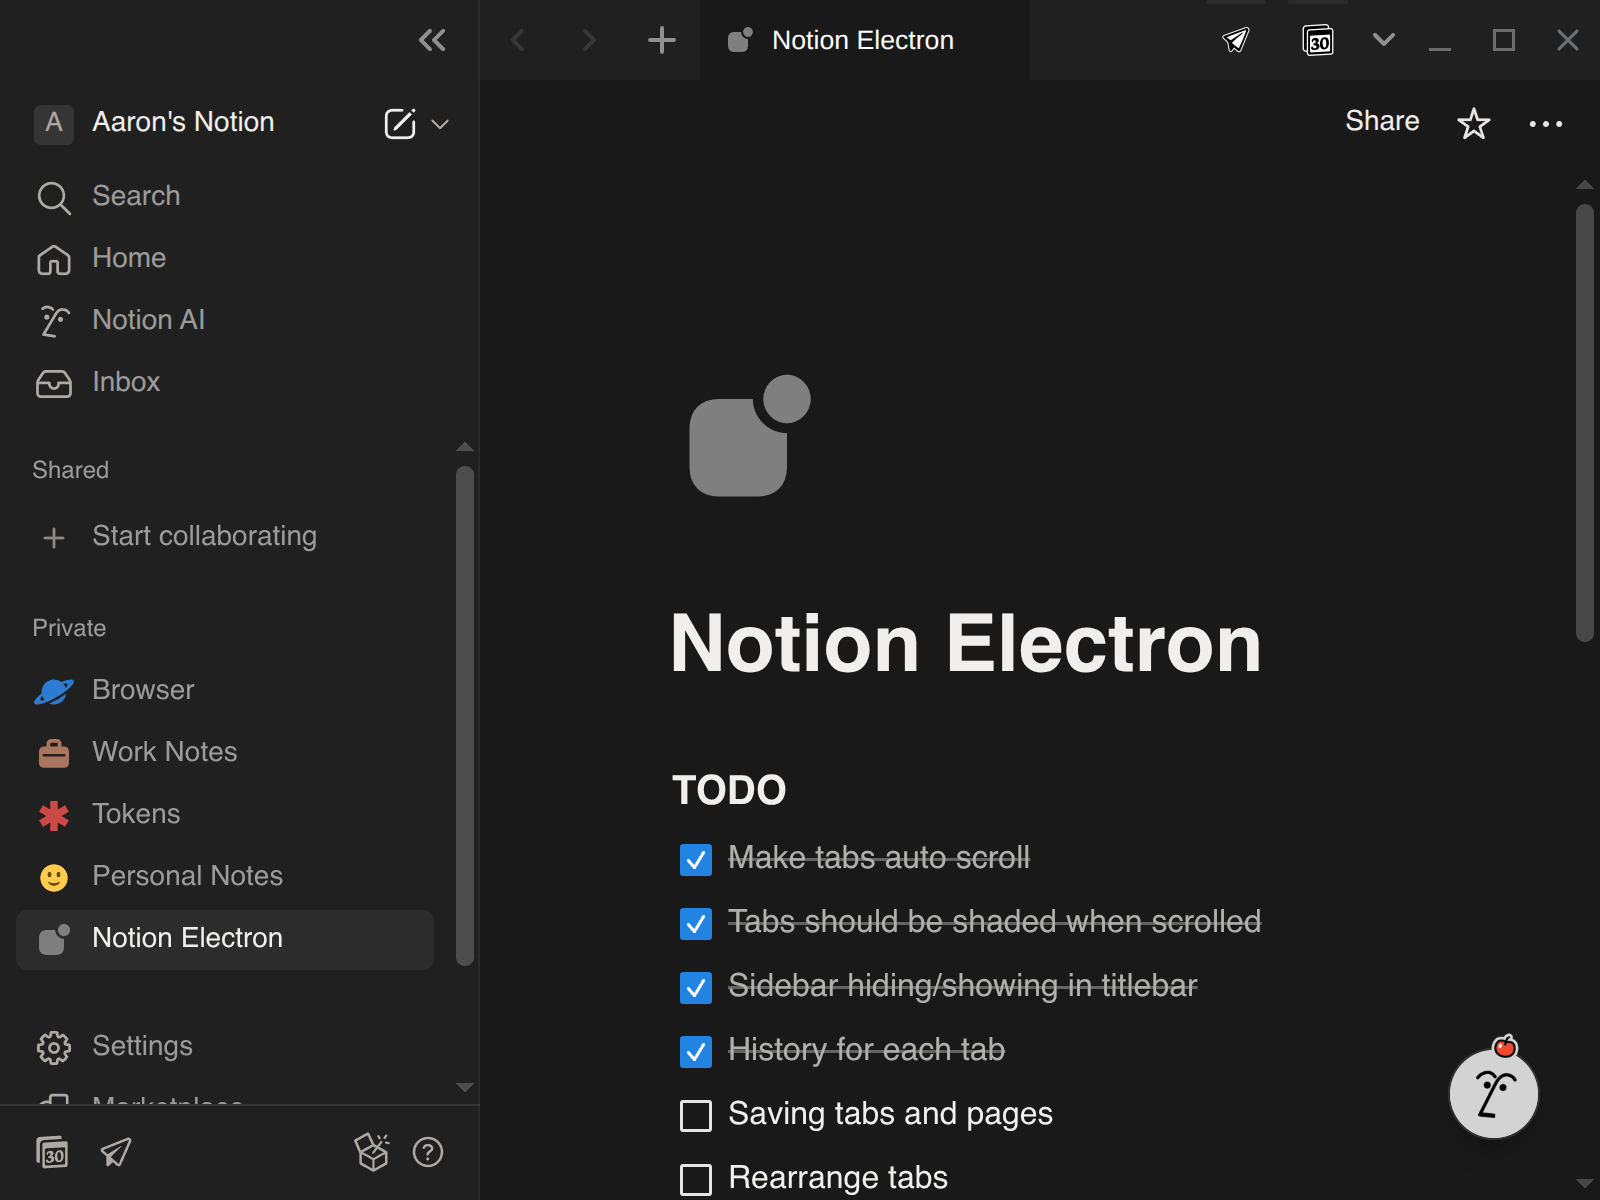 Notion Electron
30
A
Aaron's Notion
Share
Search
Home
Notion AI
Inbox
Shared
Start collaborating
Private
Browser
Work Notes
Tokens
Personal Notes
Notion Electron
Settings
Marketplace
30
Notion Electron
TODO
Make tabs auto scroll
Tabs should be shaded when scrolled
Sidebar hiding/showing in titlebar
History for each tab
Saving tabs and pages
Rearrange tabs